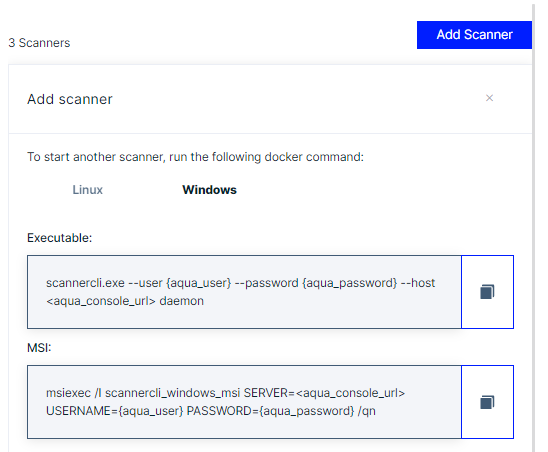 3 Scanners
Add Scanner
Add scanner
×
To start another scanner, run the following docker command:
Linux
Windows
Executable:
scannercli.exe --user {aqua_user} --password {aqua_password} --host
<aqua_console_url> daemon
MSI:
msiexec /I scannercli_windows_msi SERVER=<aqua_console_url>
USERNAME={aqua_user} PASSWORD={aqua_password} /qn